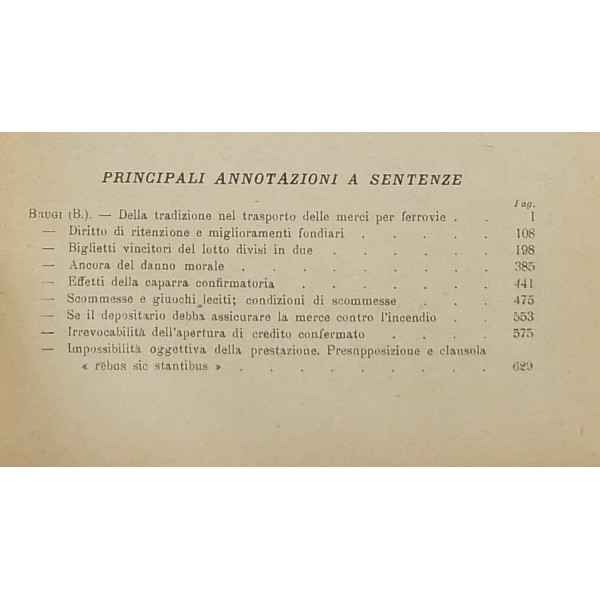 PRINCIPALI ANNOTAZIONI A SENTENZE
Pag.
BRUGI (B.). — Della tradizione nel trasporto delle merci per ferrovie . . 1
— Diritto di ritenzione e miglioramenti fondiari . . . . . 108
— Biglietti vincitori del lotto divisi in due . . . . . 198
— Ancora del danno morale . . . . . . . . 385
— Effetti della caparra confirmatoria . . . . . . 441
— Scommesse e giuochi leciti; condizioni di scommesse . . . 475
— Se il depositario debba assicurare la merce contro l'incendio . . 553
— Irrevocabilità dell'apertura di credito confermato . . . . 575
— Impossibilità oggettiva della prestazione. Presupposizione e clausola
« rebus sic stantibus » . . . . . . . . 629